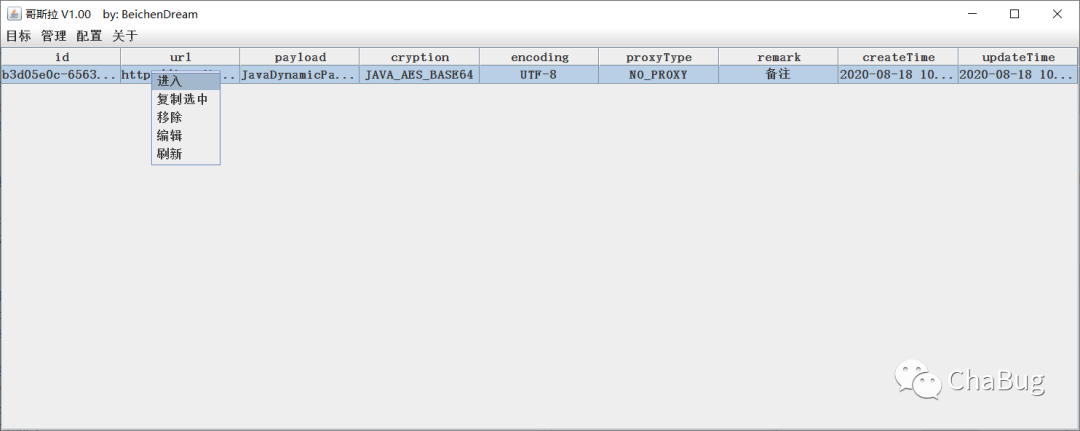 哥斯拉 V1.00 by: BeichenDream
目标 管理 配置 关于
id url payload cryption encoding proxyType remark createTime updateTime
b3d05e0c-6563... http JavaDynamicPa... JAVA_AES_BASE64 UTF-8 NO_PROXY 备注 2020-08-18 10... 2020-08-18 10...
进入
复制选中
移除
编辑
刷新
ChaBug